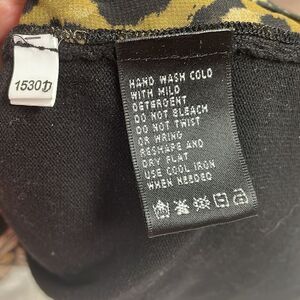 HAND WASH COLD
WITH MILD
DETERGENT
DO NOT BLEACH
DO NOT TWIST
OR WRING
RESHAPE AND
DRY FLAT
USE COOL IRON
WHEN NEEDED